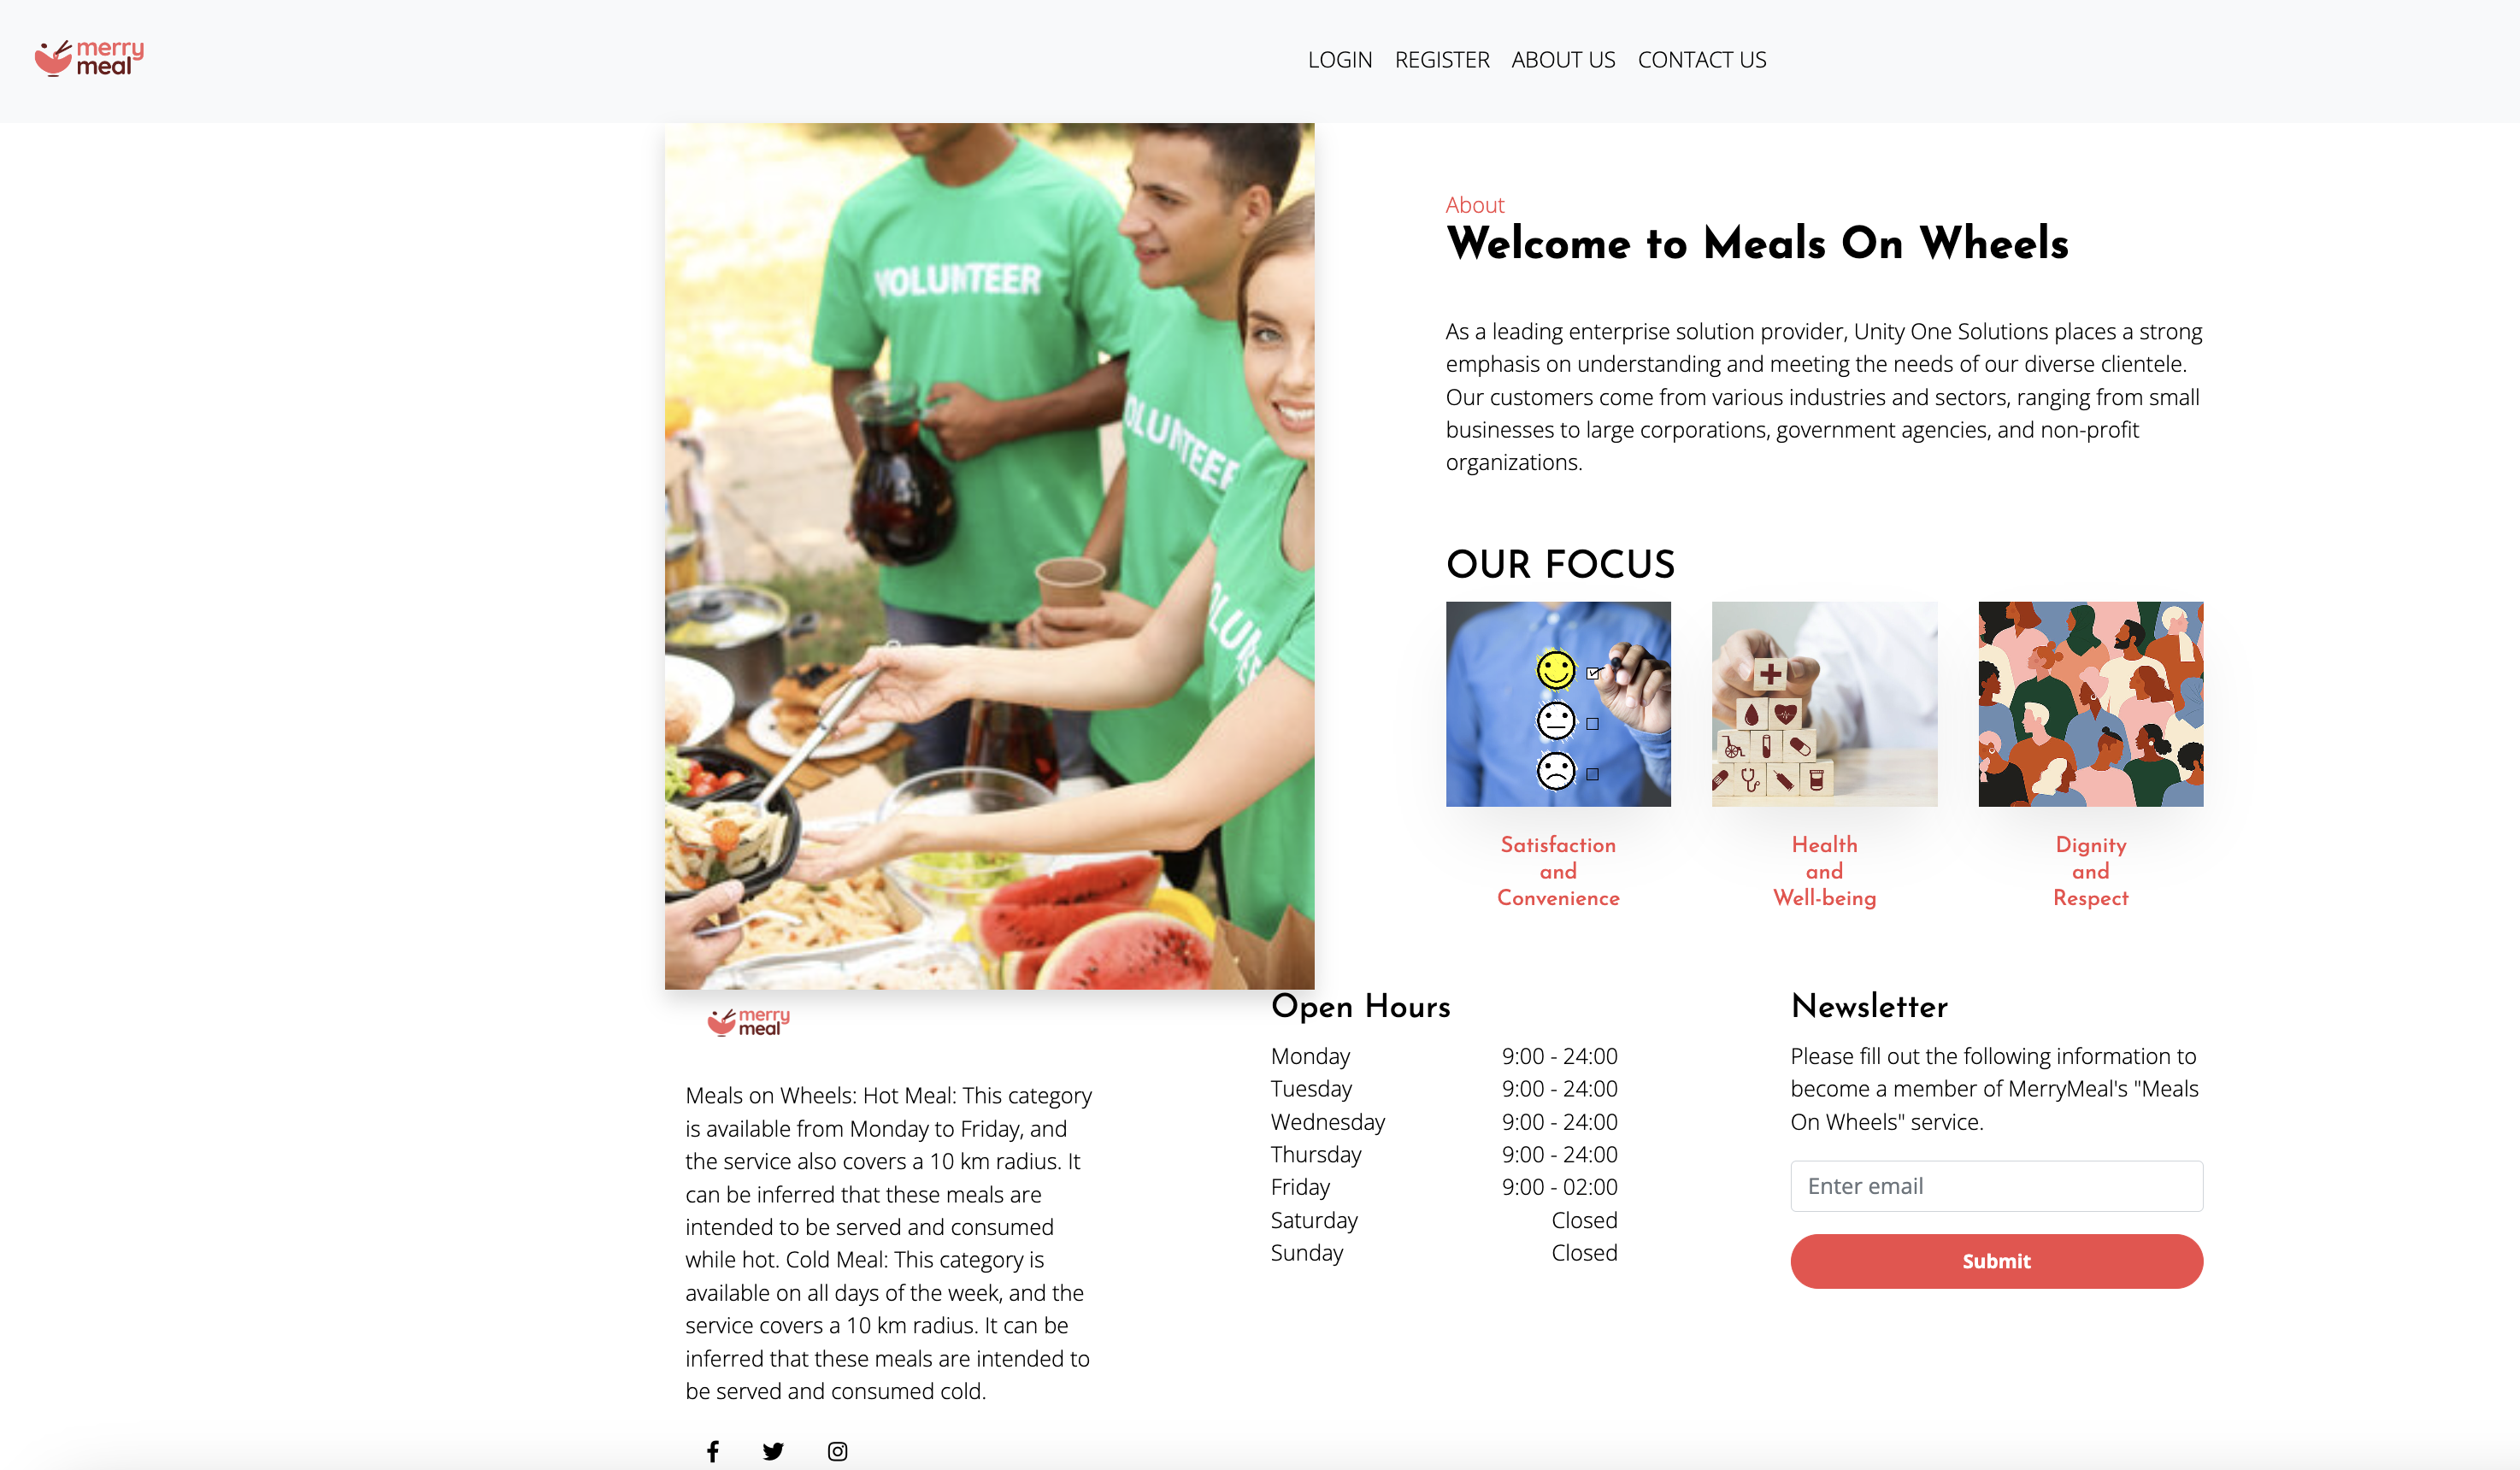 merry
meal
LOGIN REGISTER ABOUT US CONTACT US
VOLUNTEER
OLUNTEER
OLUNTEE
About
Welcome to Meals On Wheels
As a leading enterprise solution provider, Unity One Solutions places a strong
emphasis on understanding and meeting the needs of our diverse clientele.
Our customers come from various industries and sectors, ranging from small
businesses to large corporations, government agencies, and non-profit
organizations.
OUR FOCUS
Satisfaction
and
Convenience
Health
and
Well-being
Dignity
and
Respect
merry
meal
Meals on Wheels: Hot Meal: This category
is available from Monday to Friday, and
the service also covers a 10 km radius. It
can be inferred that these meals are
intended to be served and consumed
while hot. Cold Meal: This category is
available on all days of the week, and the
service covers a 10 km radius. It can be
inferred that these meals are intended to
be served and consumed cold.
Open Hours
Monday 9:00 - 24:00
Tuesday 9:00 - 24:00
Wednesday 9:00 - 24:00
Thursday 9:00 - 24:00
Friday 9:00 - 02:00
Saturday Closed
Sunday Closed
Newsletter
Please fill out the following information to
become a member of MerryMeal's "Meals
On Wheels" service.
Enter email
Submit